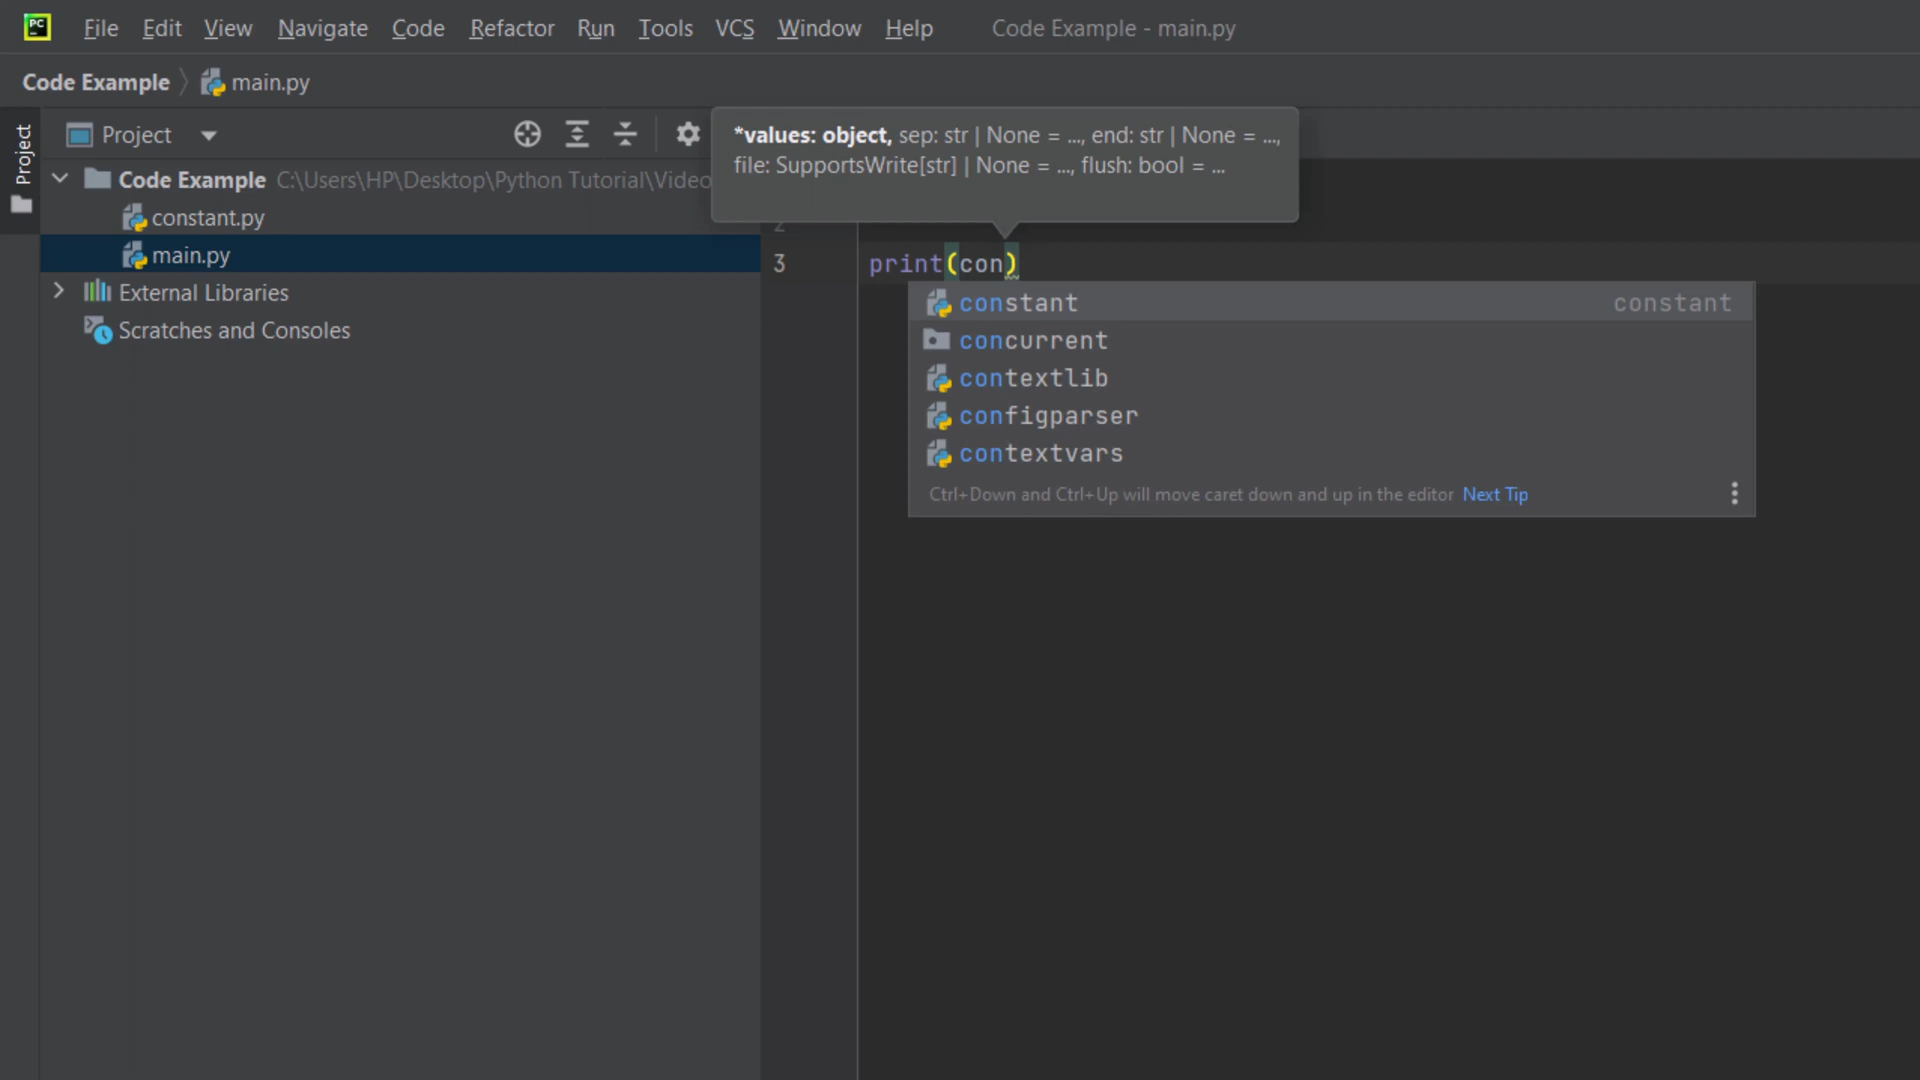 PC
File Edit View Navigate Code Refactor Run Tools VCS Window Help Code Example - main.py
Code Example main.py
Project
Project
*values: object, sep: str | None = ..., end: str | None = ...,
file: SupportsWrite[str] | None = ..., flush: bool = ...
Code Example C:\Users\HP\Desktop\Python Tutorial\Video
constant.py
2
main.py
3 print(con)
External Libraries
Scratches and Consoles
constant constant
concurrent
contextlib
configparser
contextvars
Ctrl+Down and Ctrl+Up will move caret down and up in the editor Next Tip